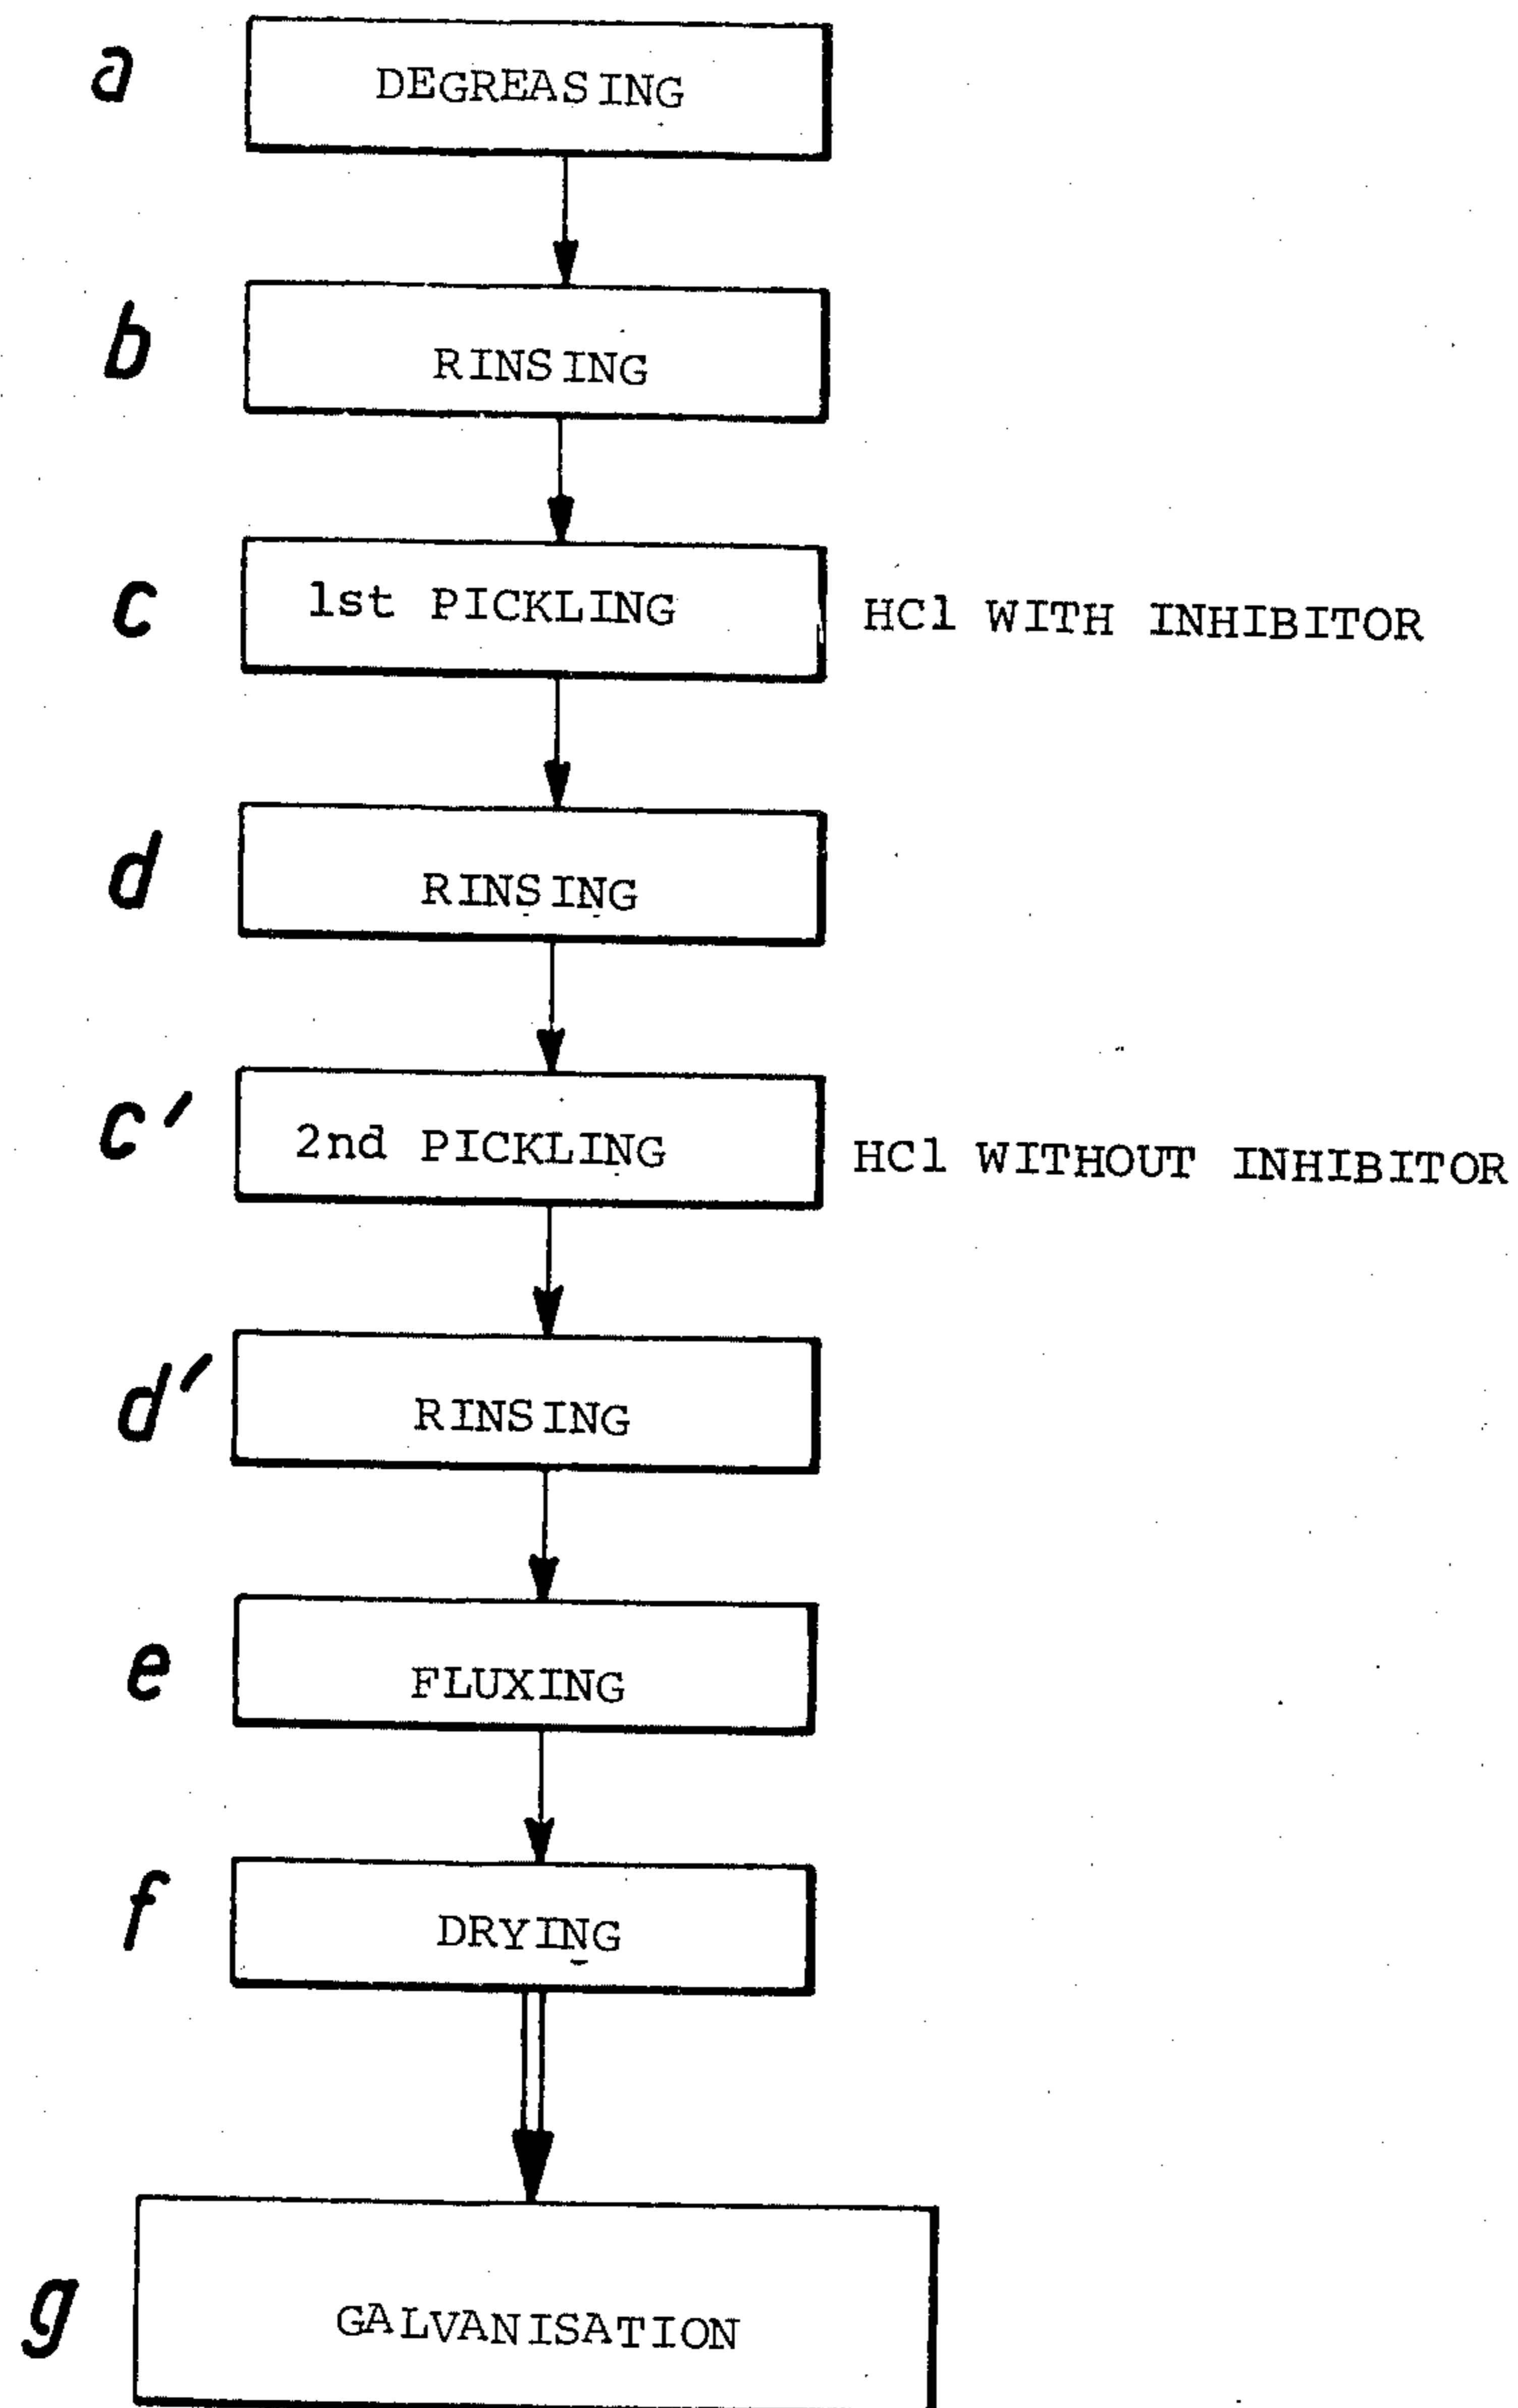 a DEGREASING
b RINSING
c 1st PICKLING HCl WITH INHIBITOR
d RINSING
c' 2nd PICKLING HCl WITHOUT INHIBITOR
d' RINSING
e FLUXING
f DRYING
g GALVANISATION